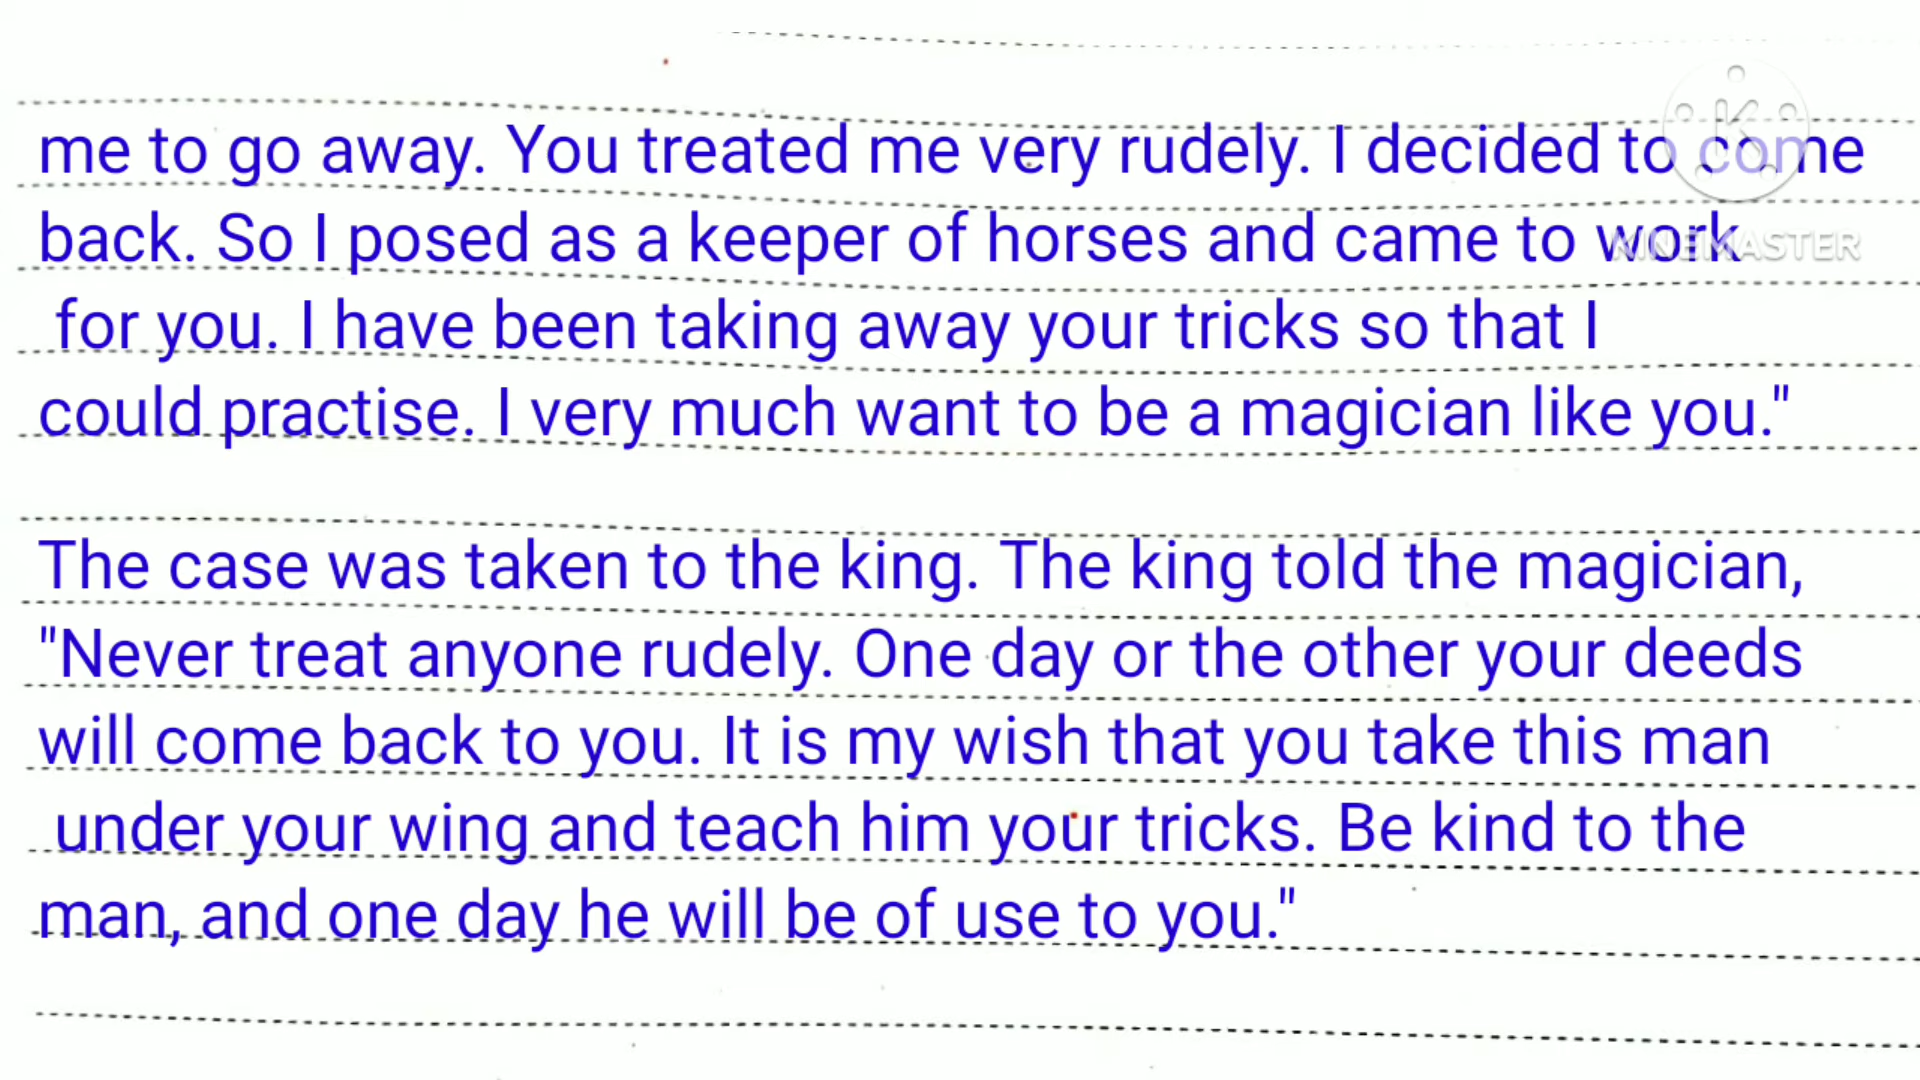 me to go away. You treated me very rudely. I decided to come
back. So I posed as a keeper of horses and came to work
for you. I have been taking away your tricks so that I
could practise. I very much want to be a magician like you."
The case was taken to the king. The king told the magician,
"Never treat anyone rudely. One day or the other your deeds
will come back to you. It is my wish that you take this man
under your wing and teach him your tricks. Be kind to the
man, and one day he will be of use to you."
K
KINEMASTER